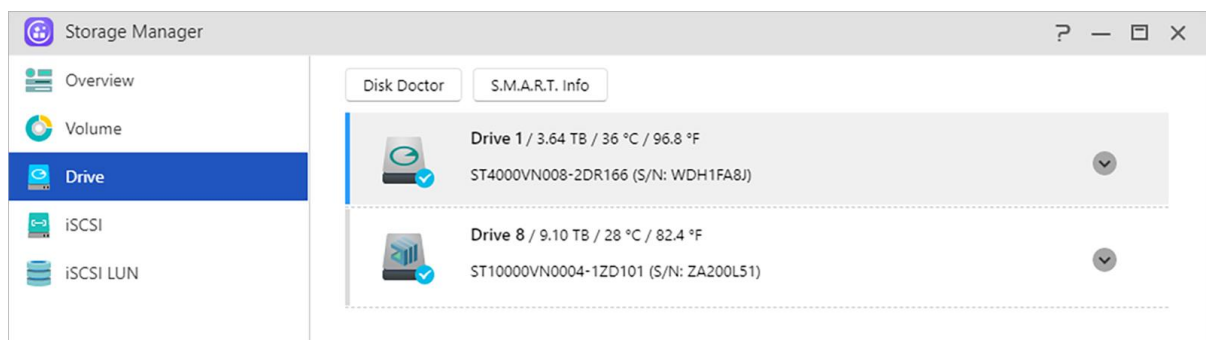 Storage Manager
Overview
Volume
Drive
iSCSI
iSCSI LUN
Disk Doctor
S.M.A.R.T. Info
Drive 1 / 3.64 TB / 36 °C / 96.8 °F
ST4000VN008-2DR166 (S/N: WDH1FA8J)
Drive 8 / 9.10 TB / 28 °C / 82.4 °F
ST10000VN0004-1ZD101 (S/N: ZA200L51)